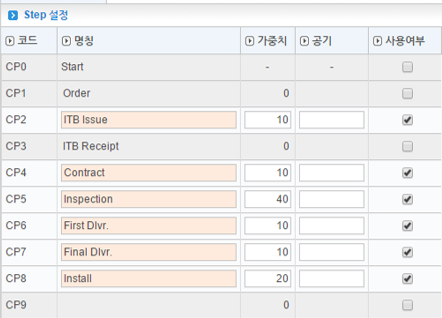 Step 설정
코드 명칭 가중치 공기 사용여부
CP0 Start - -
CP1 Order 0
CP2 ITB Issue 10
CP3 ITB Receipt 0
CP4 Contract 10
CP5 Inspection 40
CP6 First Dlvr. 10
CP7 Final Dlvr. 10
CP8 Install 20
CP9 0